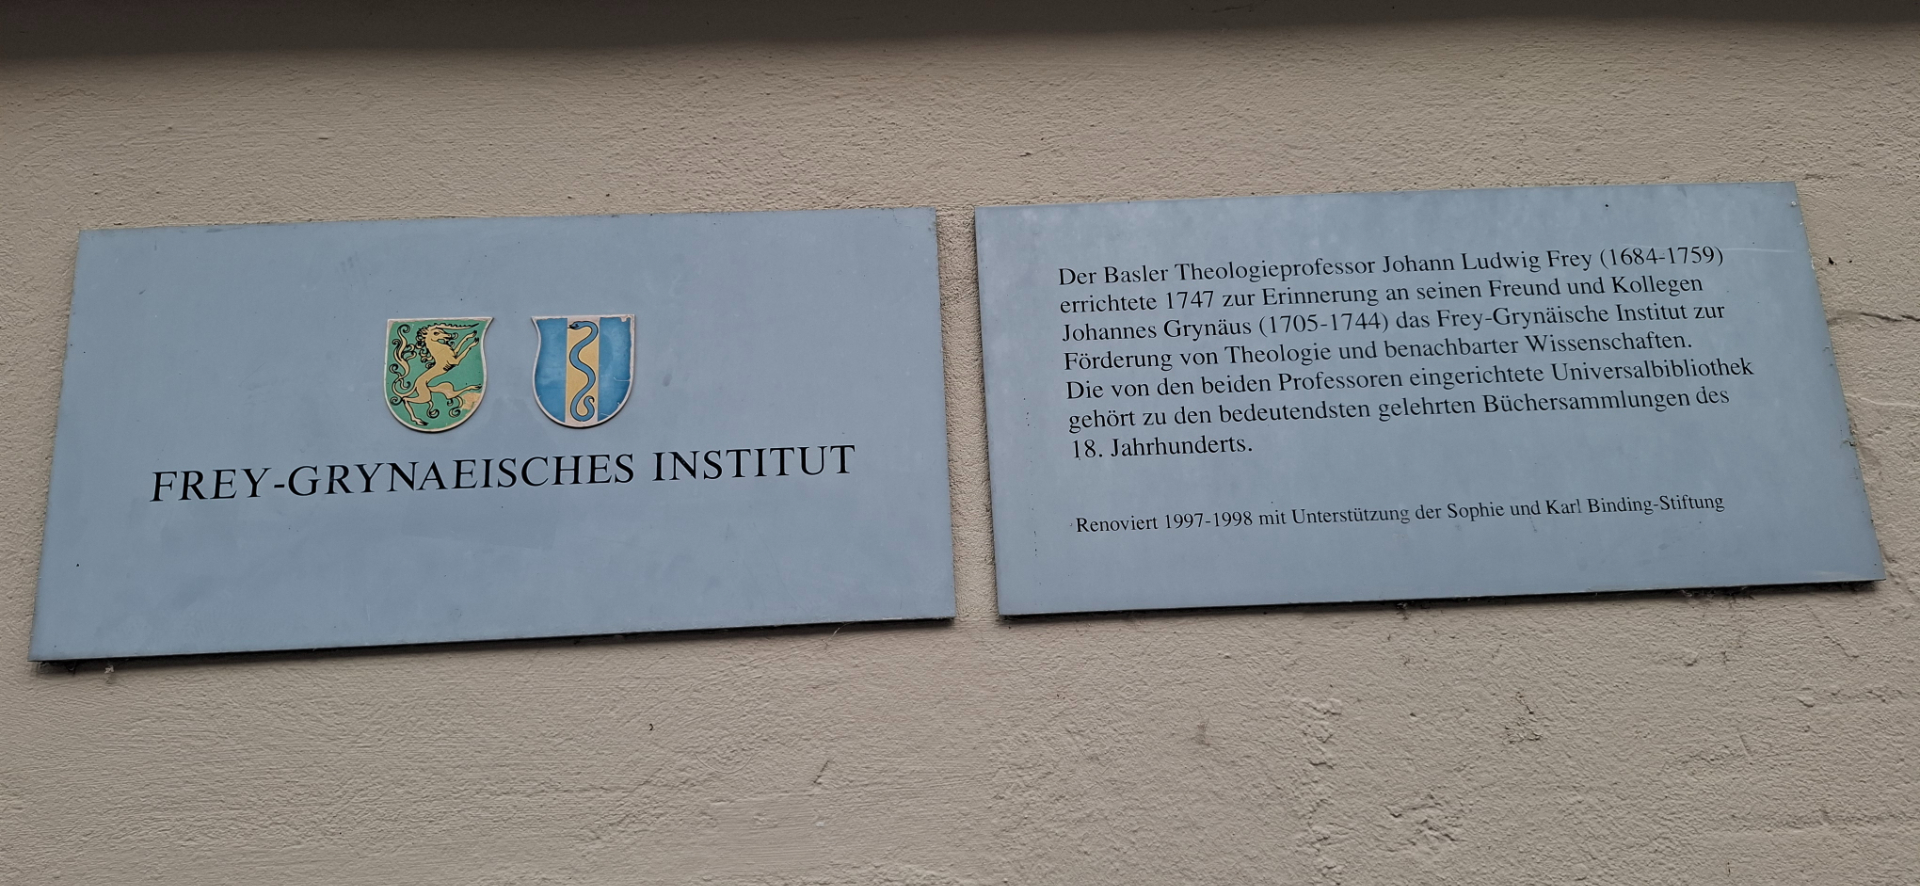 FREY-GRYNAEISCHES INSTITUT
Der Basler Theologieprofessor Johann Ludwig Frey (1684-1759)
errichtete 1747 zur Erinnerung an seinen Freund und Kollegen
Johannes Grynäus (1705-1744) das Frey-Grynäische Institut zur
Förderung von Theologie und benachbarter Wissenschaften.
Die von den beiden Professoren eingerichtete Universalbibliothek
gehört zu den bedeutendsten gelehrten Büchersammlungen des
18. Jahrhunderts.
Renoviert 1997-1998 mit Unterstützung der Sophie und Karl Binding-Stiftung